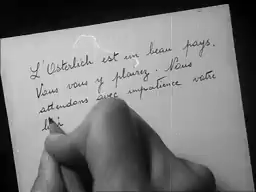 L'Osterlich est un beau pays.
Vous vous y plairez. Nous
attendons avec impatience votre